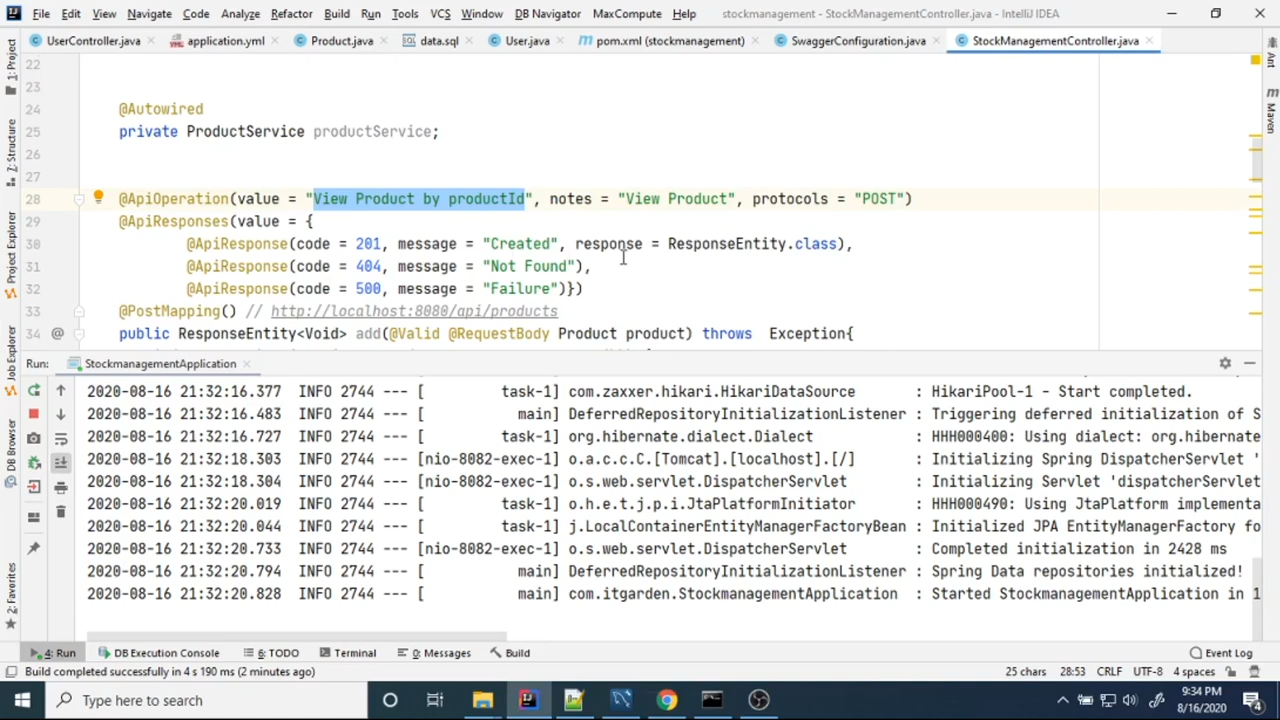 File Edit View Navigate Code Analyze Refactor Build Run Tools VCS Window DB Navigator MaxCompute Help stockmanagement - StockManagementController.java - IntelliJ IDEA
UserController.java application.yml Product.java data.sql User.java pom.xml (stockmanagement) SwaggerConfiguration.java StockManagementController.java
1: Project
Z: Structure
Project Explorer
Job Explorer
DB Browser
2: Favorites
Ant
Maven
22
23
24 @Autowired
25 private ProductService productService;
26
27
28 @ApiOperation(value = "View Product by productId", notes = "View Product", protocols = "POST")
29 @ApiResponses(value = {
30 @ApiResponse(code = 201, message = "Created", response = ResponseEntity.class),
31 @ApiResponse(code = 404, message = "Not Found"),
32 @ApiResponse(code = 500, message = "Failure")})
33 @PostMapping() // http://localhost:8080/api/products
34 @ public ResponseEntity<Void> add(@Valid @RequestBody Product product) throws Exception{
Run: StockmanagementApplication
2020-08-16 21:32:16.377 INFO 2744 --- [ task-1] com.zaxxer.hikari.HikariDataSource : HikariPool-1 - Start completed.
2020-08-16 21:32:16.483 INFO 2744 --- [ main] DeferredRepositoryInitializationListener : Triggering deferred initialization of S
2020-08-16 21:32:16.727 INFO 2744 --- [ task-1] org.hibernate.dialect.Dialect : HHH000400: Using dialect: org.hibernate
2020-08-16 21:32:18.303 INFO 2744 --- [nio-8082-exec-1] o.a.c.c.C.[Tomcat].[localhost].[/] : Initializing Spring DispatcherServlet '
2020-08-16 21:32:18.304 INFO 2744 --- [nio-8082-exec-1] o.s.web.servlet.DispatcherServlet : Initializing Servlet 'dispatcherServlet
2020-08-16 21:32:20.019 INFO 2744 --- [ task-1] o.h.e.t.j.p.i.JtaPlatformInitiator : HHH000490: Using JtaPlatform implementa
2020-08-16 21:32:20.044 INFO 2744 --- [ task-1] j.LocalContainerEntityManagerFactoryBean : Initialized JPA EntityManagerFactory fo
2020-08-16 21:32:20.733 INFO 2744 --- [nio-8082-exec-1] o.s.web.servlet.DispatcherServlet : Completed initialization in 2428 ms
2020-08-16 21:32:20.794 INFO 2744 --- [ main] DeferredRepositoryInitializationListener : Spring Data repositories initialized!
2020-08-16 21:32:20.828 INFO 2744 --- [ main] com.itgarden.StockmanagementApplication : Started StockmanagementApplication in 1
4: Run DB Execution Console 6: TODO Terminal 0: Messages Build Event Log
Build completed successfully in 4 s 190 ms (2 minutes ago) 25 chars 28:53 CRLF UTF-8 4 spaces
Type here to search
9:34 PM
8/16/2020
4